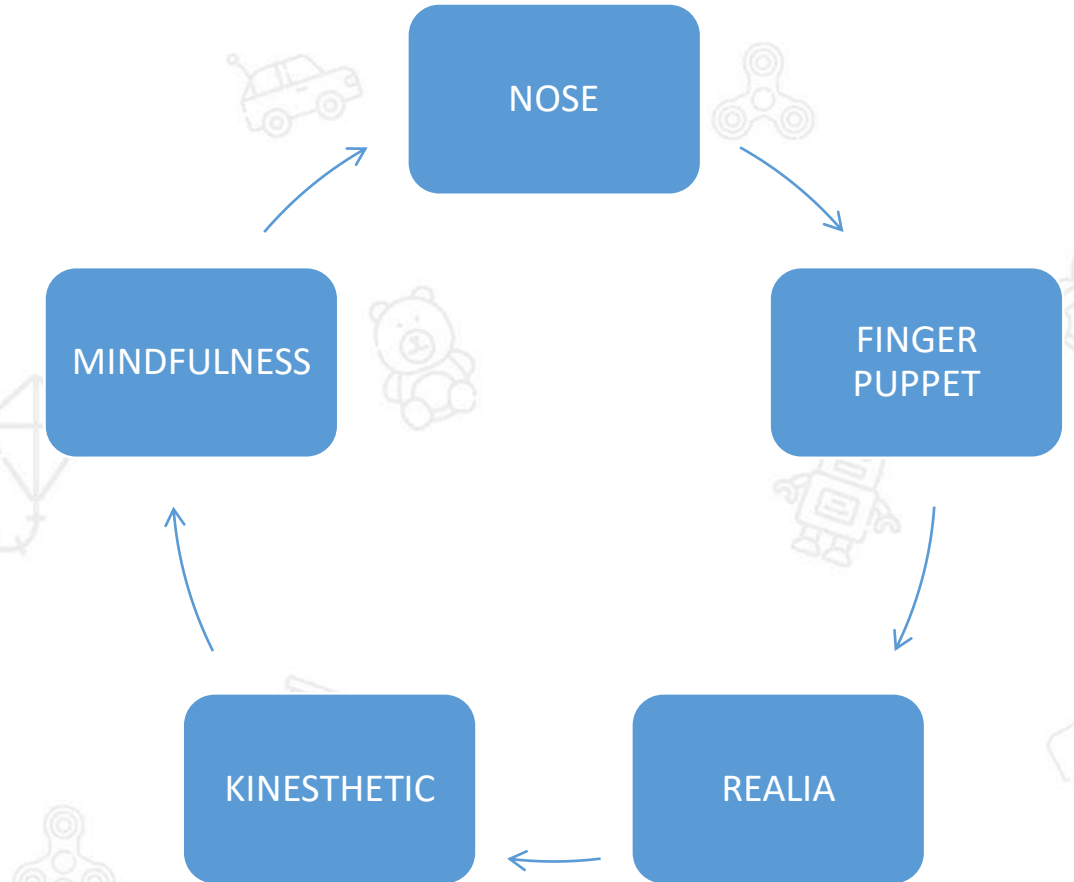 NOSE
FINGER
PUPPET
REALIA
KINESTHETIC
MINDFULNESS